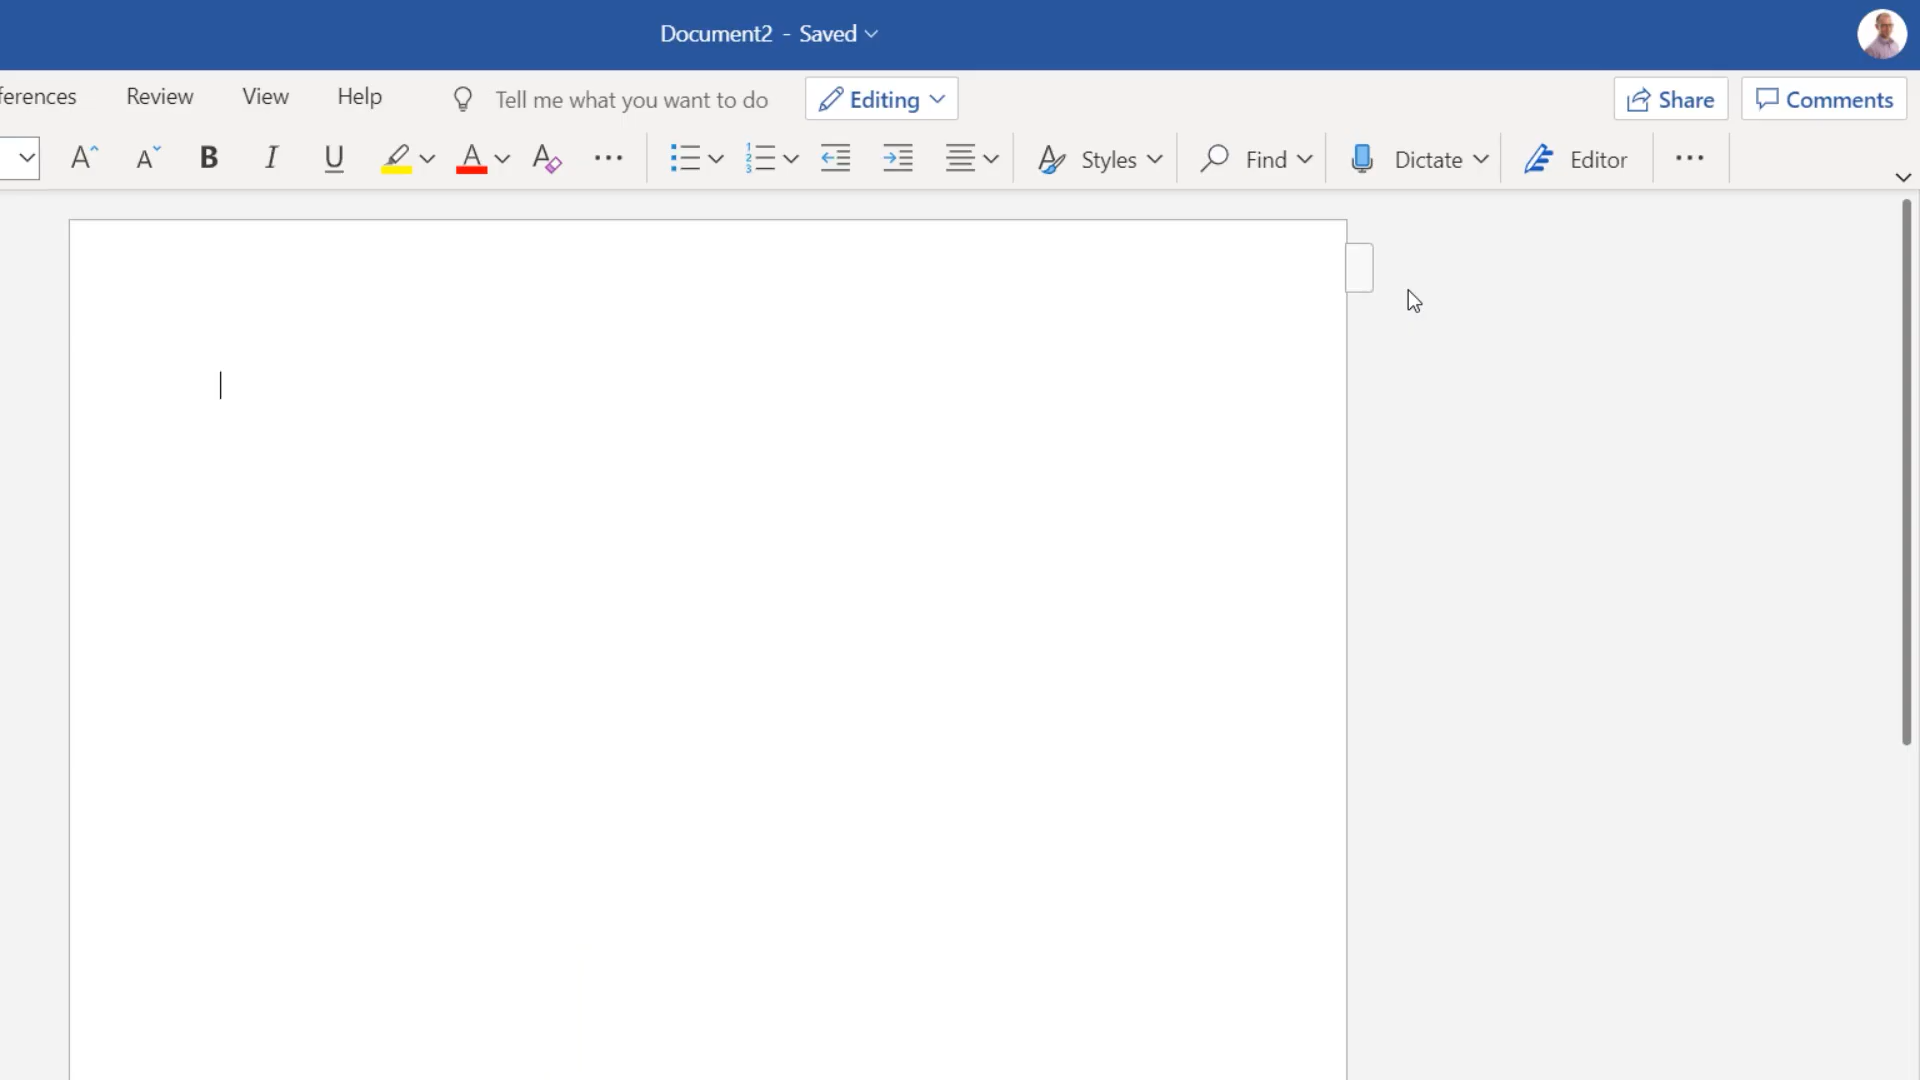 Document2 - Saved
ferences Review View Help Tell me what you want to do Editing Share Comments
A A B I U A A Styles Find Dictate Editor